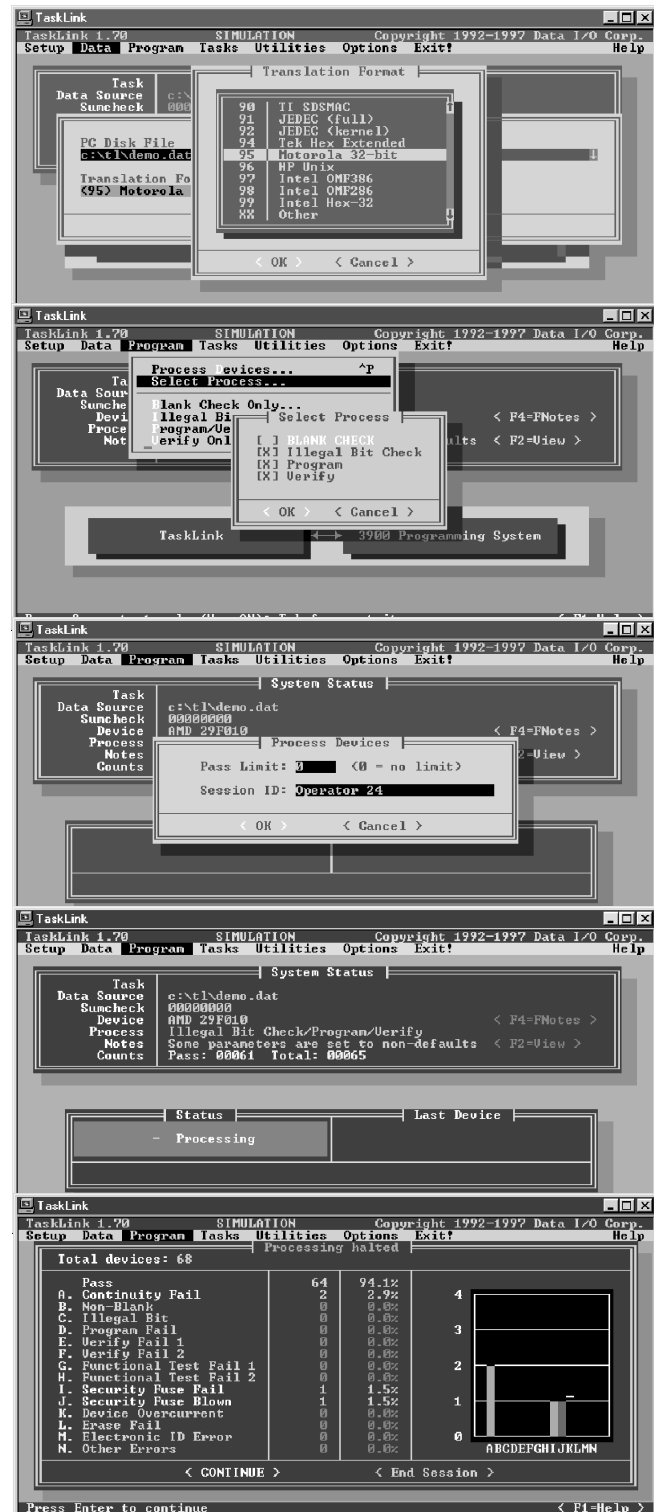 TaskLink
TaskLink 1.70 SIMULATION Copyright 1992-1997 Data I/O Corp.
Setup Data Program Tasks Utilities Options Exit! Help
Translation Format
Task
Data Source c:\
Sumcheck 000
90 TI SDSMAC
91 JEDEC (full)
92 JEDEC (kernel)
94 Tek Hex Extended
95 Motorola 32-bit
96 HP Unix
97 Intel OMF386
98 Intel OMF286
99 Intel Hex-32
XX Other
PC Disk File
c:\tl\demo.dat
Translation Fo
(95) Motorola
< OK > < Cancel >
TaskLink
TaskLink 1.70 SIMULATION Copyright 1992-1997 Data I/O Corp.
Setup Data Program Tasks Utilities Options Exit! Help
Process Devices... ^P
Select Process...
Blank Check Only...
Illegal Bi
Program/Ve
Verify Onl
Ta
Data Sour
Sumche
Devi
Proce
Not
Select Process
[ ] BLANK CHECK
[X] Illegal Bit Check
[X] Program
[X] Verify
< OK > < Cancel >
< F4=FNotes >
lts < F2=View >
TaskLink 3900 Programming System
TaskLink
TaskLink 1.70 SIMULATION Copyright 1992-1997 Data I/O Corp.
Setup Data Program Tasks Utilities Options Exit! Help
System Status
Task
Data Source c:\tl\demo.dat
Sumcheck 00000000
Device AMD 29F010 < F4=FNotes >
Process
Notes 2=View >
Counts
Process Devices
Pass Limit: 0 (0 = no limit)
Session ID: Operator 24
< OK > < Cancel >
TaskLink
TaskLink 1.70 SIMULATION Copyright 1992-1997 Data I/O Corp.
Setup Data Program Tasks Utilities Options Exit! Help
System Status
Task
Data Source c:\tl\demo.dat
Sumcheck 00000000
Device AMD 29F010 < F4=FNotes >
Process Illegal Bit Check/Program/Verify
Notes Some parameters are set to non-defaults < F2=View >
Counts Pass: 00061 Total: 00065
Status Last Device
- Processing
TaskLink
TaskLink 1.70 SIMULATION Copyright 1992-1997 Data I/O Corp.
Setup Data Program Tasks Utilities Options Exit! Help
Processing halted
Total devices: 68
Pass 64 94.1%
A. Continuity Fail 2 2.9%
B. Non-Blank 0 0.0%
C. Illegal Bit 0 0.0%
D. Program Fail 0 0.0%
E. Verify Fail 1 0 0.0%
F. Verify Fail 2 0 0.0%
G. Functional Test Fail 1 0 0.0%
H. Functional Test Fail 2 0 0.0%
I. Security Fuse Fail 1 1.5%
J. Security Fuse Blown 1 1.5%
K. Device Overcurrent 0 0.0%
L. Erase Fail 0 0.0%
M. Electronic ID Error 0 0.0%
N. Other Errors 0 0.0%
4
3
2
1
0
ABCDEFGHIJKLMN
< CONTINUE > < End Session >
Press Enter to continue < F1=Help >